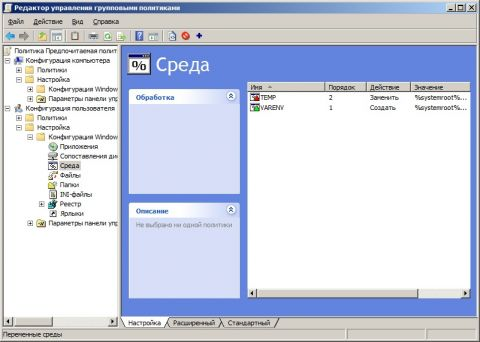 Редактор управления групповыми политиками
Файл Действие Вид Справка
Политика Предпочитаемая полит
Конфигурация компьютера
Политики
Настройка
Конфигурация Window
Параметры панели упр
Конфигурация пользователя
Политики
Настройка
Конфигурация Window
Приложения
Сопоставления дис
Среда
Файлы
Папки
INI-файлы
Реестр
Ярлыки
Параметры панели упр
Среда
Обработка
Описание
Не выбрано ни одной политики
Имя Порядок Действие Значение
TEMP 2 Заменить %systemroot%...
VARENV 1 Создать %systemroot%...
Настройка Расширенный Стандартный
Переменные среды